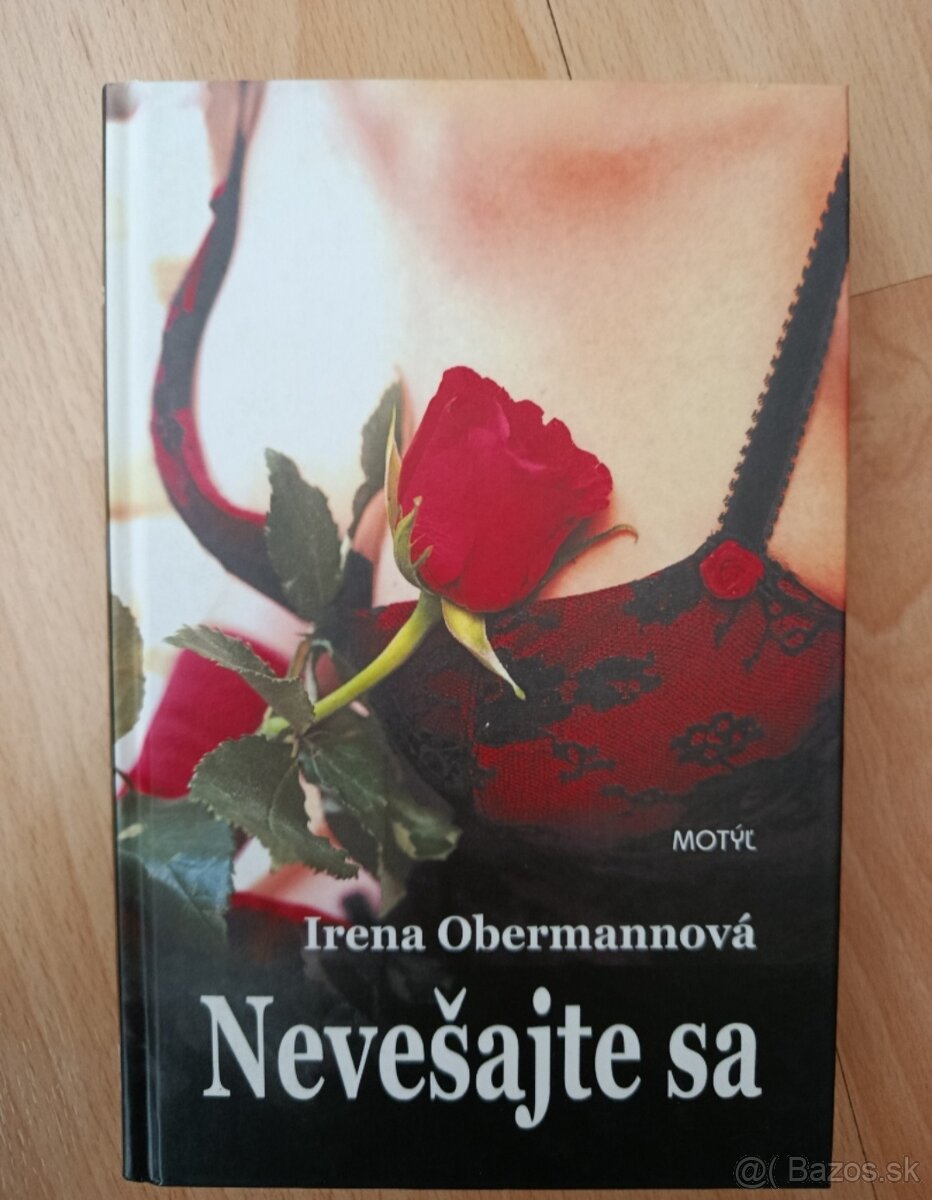 MOTÝĽ
Irena Obermannová
Nevešajte sa
@( Bazos.sk